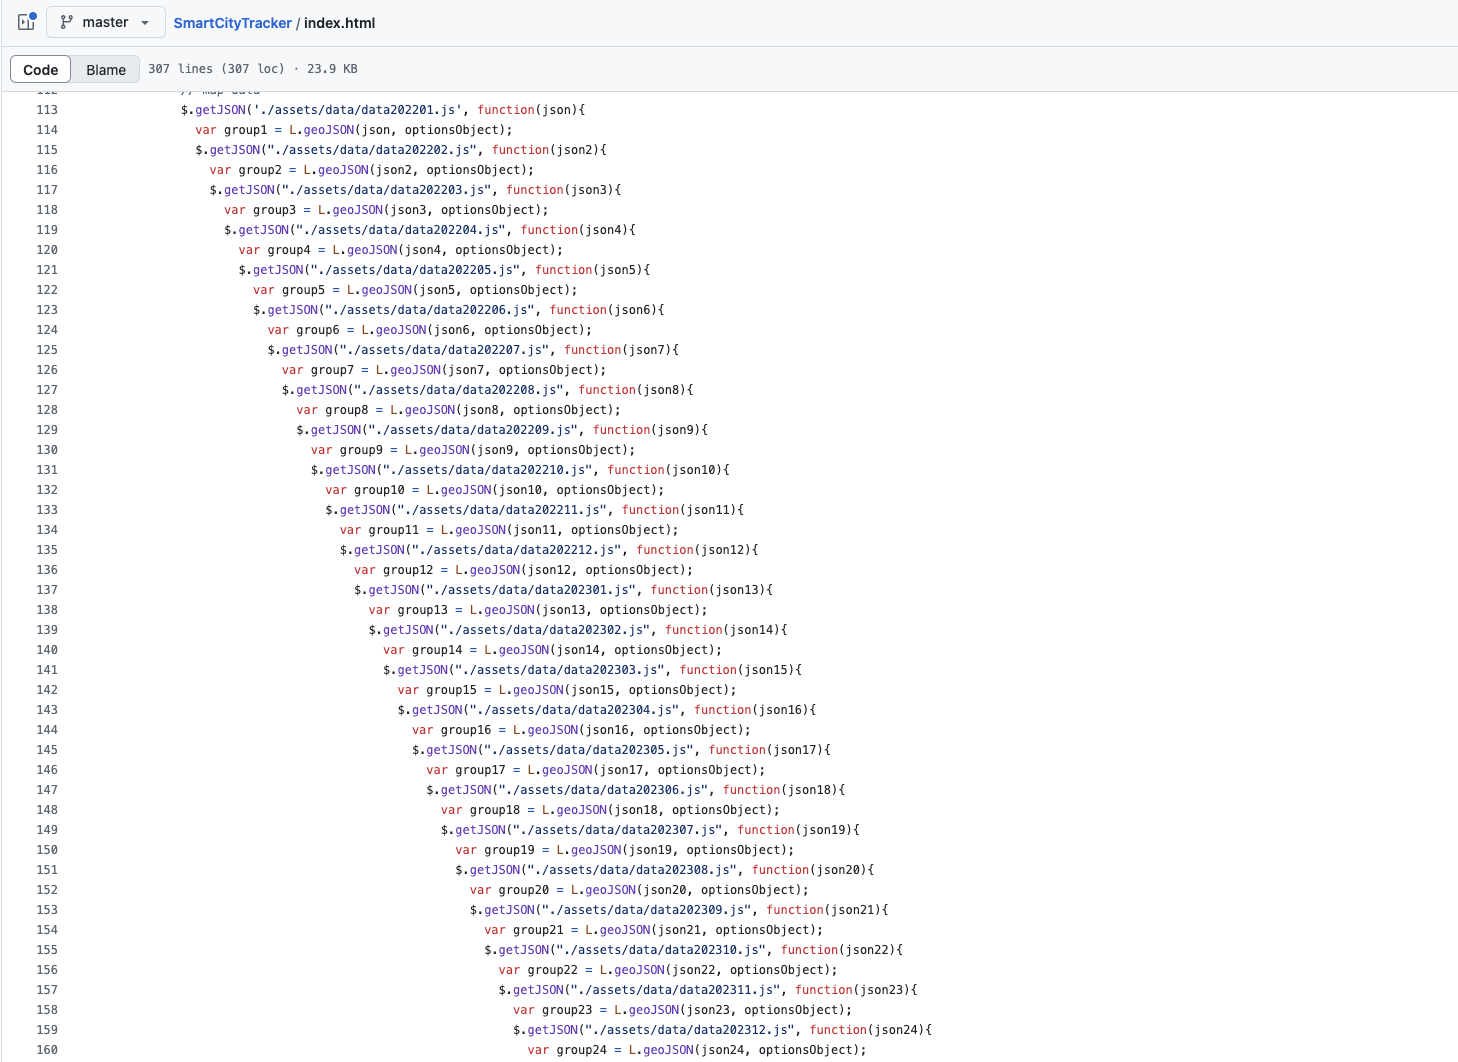 master SmartCityTracker / index.html
Code Blame 307 lines (307 loc) · 23.9 KB
112 // map data
113 $.getJSON('./assets/data/data202201.js', function(json){
114 var group1 = L.geoJSON(json, optionsObject);
115 $.getJSON("./assets/data/data202202.js", function(json2){
116 var group2 = L.geoJSON(json2, optionsObject);
117 $.getJSON("./assets/data/data202203.js", function(json3){
118 var group3 = L.geoJSON(json3, optionsObject);
119 $.getJSON("./assets/data/data202204.js", function(json4){
120 var group4 = L.geoJSON(json4, optionsObject);
121 $.getJSON("./assets/data/data202205.js", function(json5){
122 var group5 = L.geoJSON(json5, optionsObject);
123 $.getJSON("./assets/data/data202206.js", function(json6){
124 var group6 = L.geoJSON(json6, optionsObject);
125 $.getJSON("./assets/data/data202207.js", function(json7){
126 var group7 = L.geoJSON(json7, optionsObject);
127 $.getJSON("./assets/data/data202208.js", function(json8){
128 var group8 = L.geoJSON(json8, optionsObject);
129 $.getJSON("./assets/data/data202209.js", function(json9){
130 var group9 = L.geoJSON(json9, optionsObject);
131 $.getJSON("./assets/data/data202210.js", function(json10){
132 var group10 = L.geoJSON(json10, optionsObject);
133 $.getJSON("./assets/data/data202211.js", function(json11){
134 var group11 = L.geoJSON(json11, optionsObject);
135 $.getJSON("./assets/data/data202212.js", function(json12){
136 var group12 = L.geoJSON(json12, optionsObject);
137 $.getJSON("./assets/data/data202301.js", function(json13){
138 var group13 = L.geoJSON(json13, optionsObject);
139 $.getJSON("./assets/data/data202302.js", function(json14){
140 var group14 = L.geoJSON(json14, optionsObject);
141 $.getJSON("./assets/data/data202303.js", function(json15){
142 var group15 = L.geoJSON(json15, optionsObject);
143 $.getJSON("./assets/data/data202304.js", function(json16){
144 var group16 = L.geoJSON(json16, optionsObject);
145 $.getJSON("./assets/data/data202305.js", function(json17){
146 var group17 = L.geoJSON(json17, optionsObject);
147 $.getJSON("./assets/data/data202306.js", function(json18){
148 var group18 = L.geoJSON(json18, optionsObject);
149 $.getJSON("./assets/data/data202307.js", function(json19){
150 var group19 = L.geoJSON(json19, optionsObject);
151 $.getJSON("./assets/data/data202308.js", function(json20){
152 var group20 = L.geoJSON(json20, optionsObject);
153 $.getJSON("./assets/data/data202309.js", function(json21){
154 var group21 = L.geoJSON(json21, optionsObject);
155 $.getJSON("./assets/data/data202310.js", function(json22){
156 var group22 = L.geoJSON(json22, optionsObject);
157 $.getJSON("./assets/data/data202311.js", function(json23){
158 var group23 = L.geoJSON(json23, optionsObject);
159 $.getJSON("./assets/data/data202312.js", function(json24){
160 var group24 = L.geoJSON(json24, optionsObject);